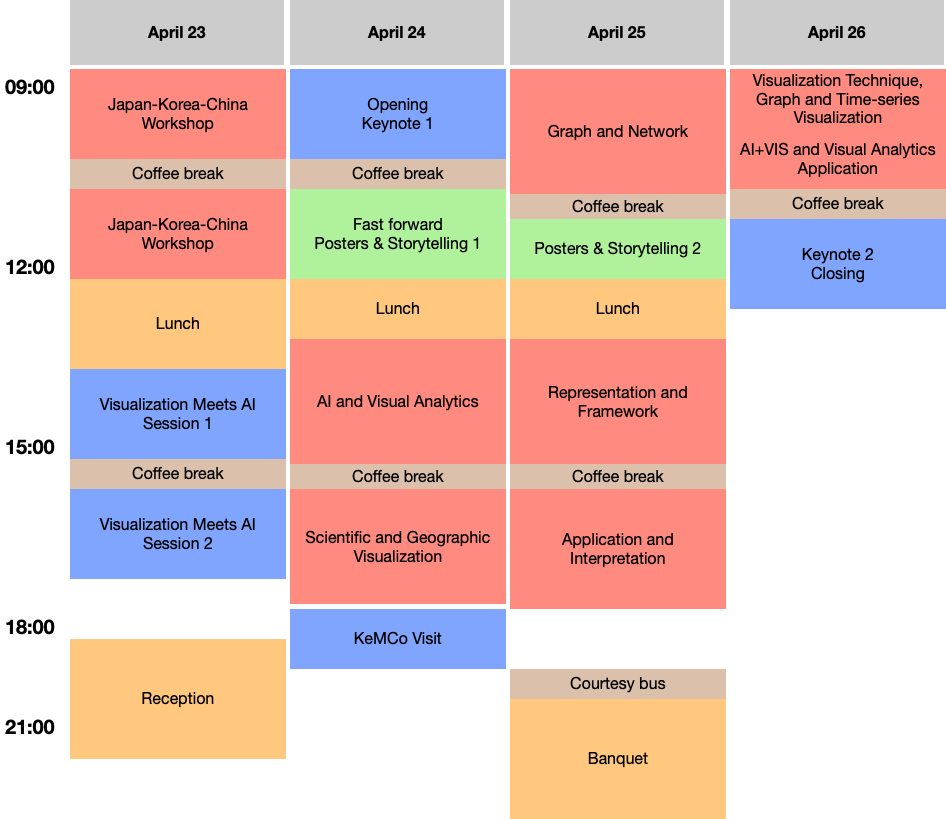 April 23
April 24
April 25
April 26
09:00
12:00
15:00
18:00
21:00
Japan-Korea-China
Workshop
Coffee break
Japan-Korea-China
Workshop
Lunch
Visualization Meets AI
Session 1
Coffee break
Visualization Meets AI
Session 2
Reception
Opening
Keynote 1
Coffee break
Fast forward
Posters & Storytelling 1
Lunch
AI and Visual Analytics
Coffee break
Scientific and Geographic
Visualization
KeMCo Visit
Graph and Network
Coffee break
Posters & Storytelling 2
Lunch
Representation and
Framework
Coffee break
Application and
Interpretation
Courtesy bus
Banquet
Visualization Technique,
Graph and Time-series
Visualization
AI+VIS and Visual Analytics
Application
Coffee break
Keynote 2
Closing